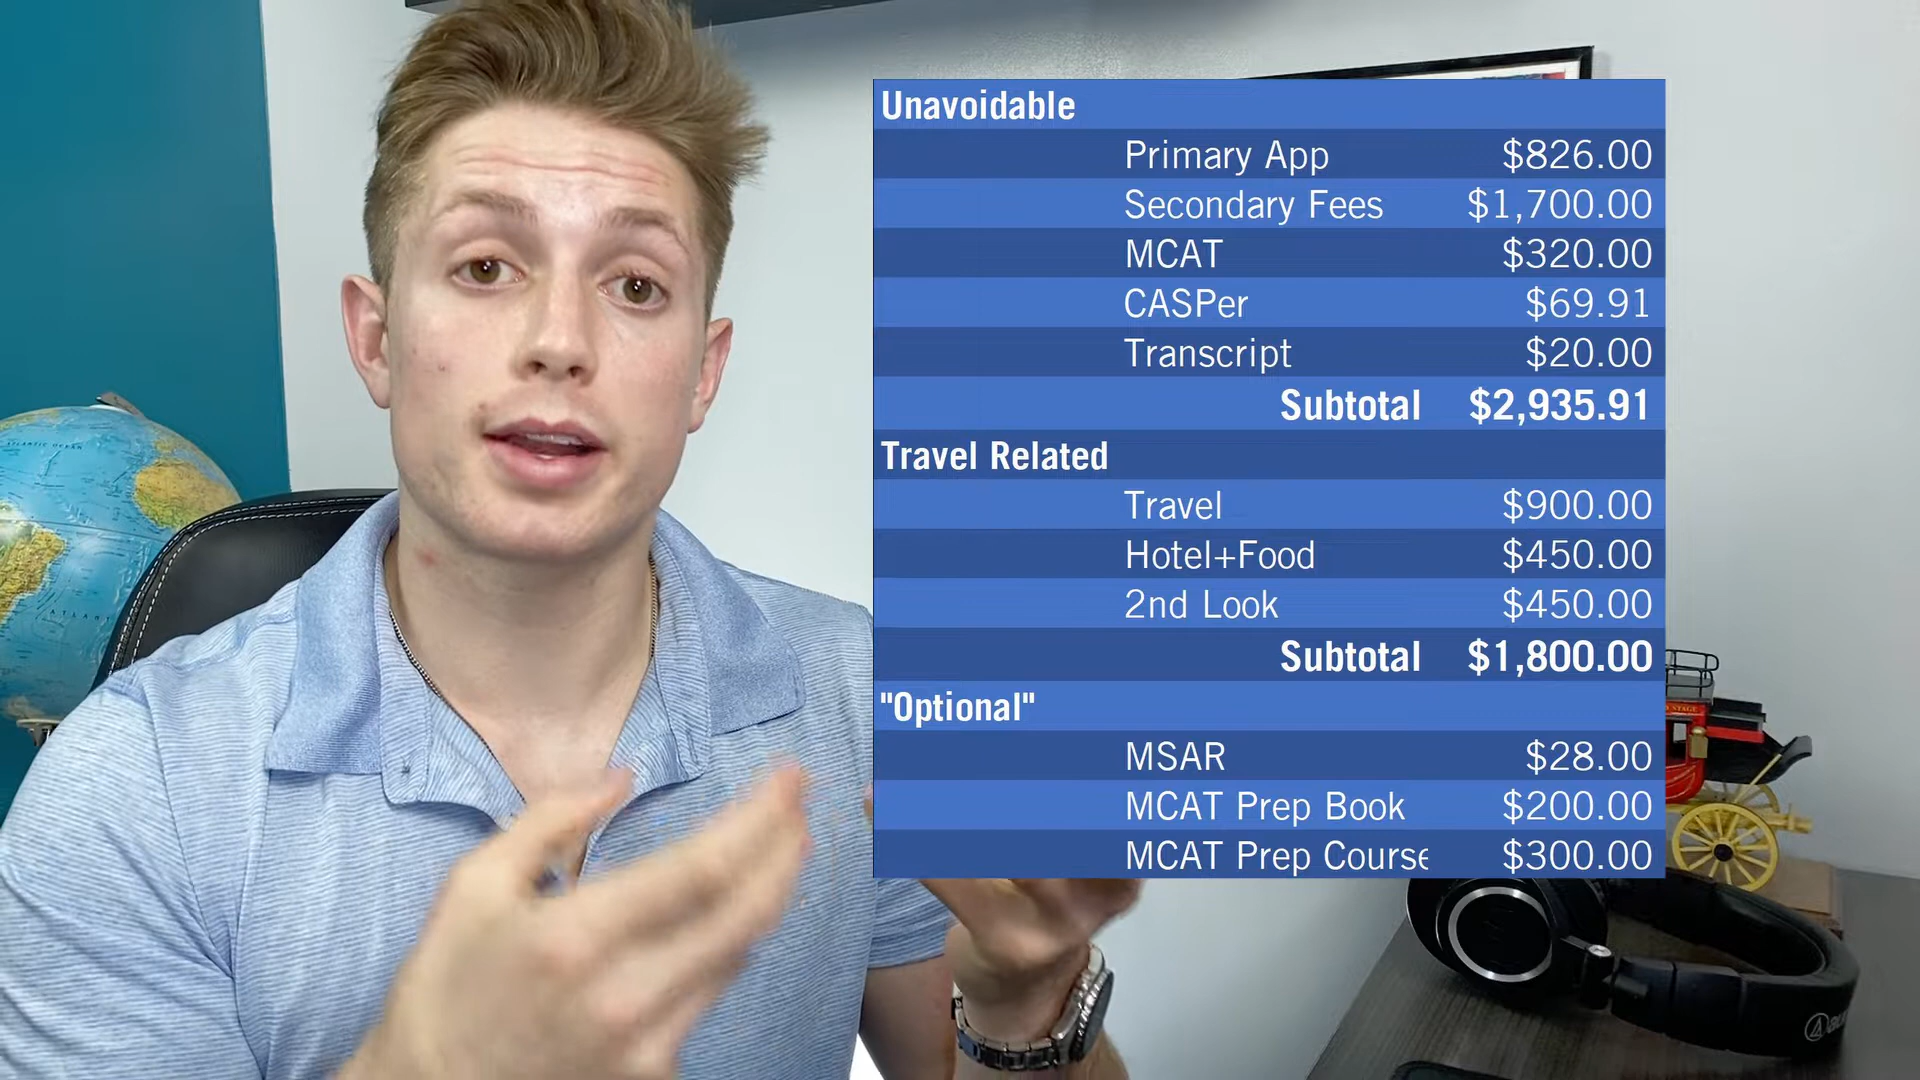 Unavoidable
Primary App $826.00
Secondary Fees $1,700.00
MCAT $320.00
CASPer $69.91
Transcript $20.00
Subtotal $2,935.91
Travel Related
Travel $900.00
Hotel+Food $450.00
2nd Look $450.00
Subtotal $1,800.00
"Optional"
MSAR $28.00
MCAT Prep Book $200.00
MCAT Prep Course $300.00